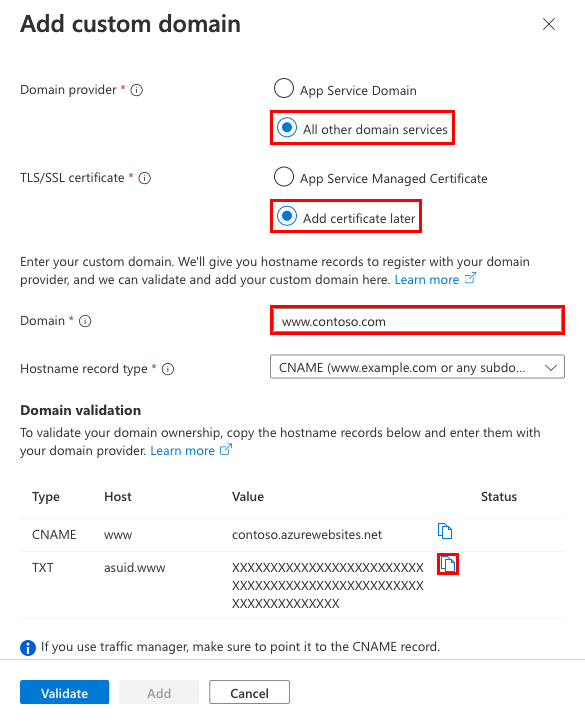 Add custom domain
Domain provider *
App Service Domain
All other domain services
TLS/SSL certificate *
App Service Managed Certificate
Add certificate later
Enter your custom domain. We'll give you hostname records to register with your domain
provider, and we can validate and add your custom domain here. Learn more
Domain *
www.contoso.com
Hostname record type *
CNAME (www.example.com or any subdo...
Domain validation
To validate your domain ownership, copy the hostname records below and enter them with
your domain provider. Learn more
Type Host Value Status
CNAME www contoso.azurewebsites.net
TXT asuid.www XXXXXXXXXXXXXXXXXXXXXXXXX
XXXXXXXXXXXXXXXXXXXXXXXXX
XXXXXXXXXXXXXX
If you use traffic manager, make sure to point it to the CNAME record.
Validate Add Cancel